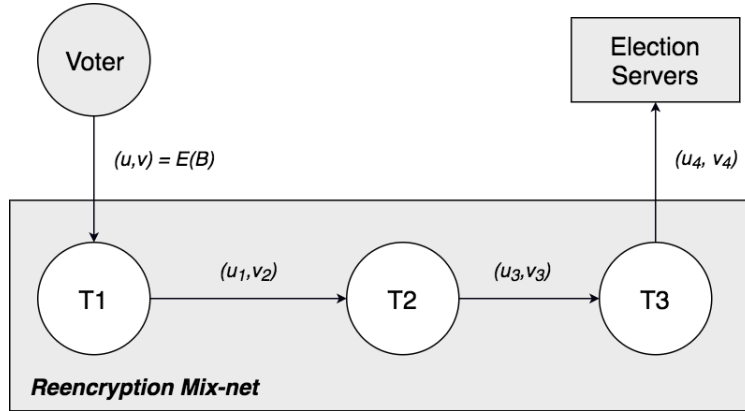 Voter
Election
Servers
(u,v) = E(B)
(u4, v4)
T1
(u1,v2)
T2
(u3,v3)
T3
Reencryption Mix-net